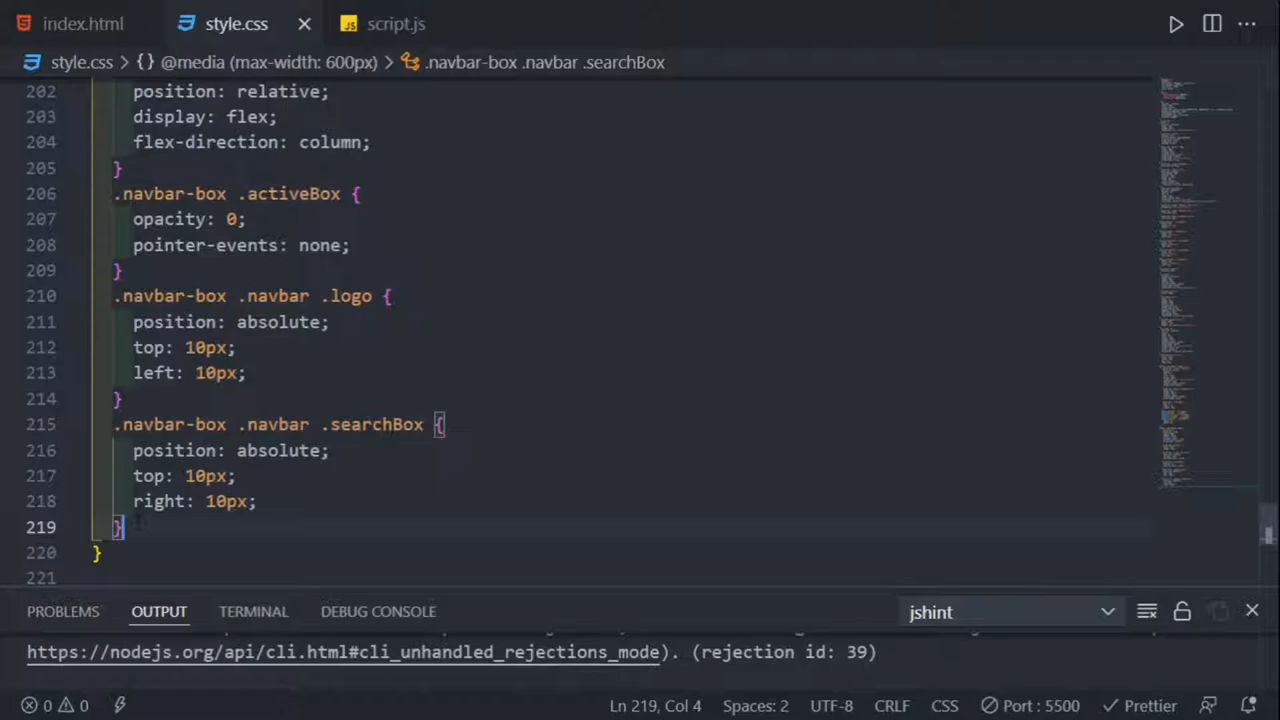 index.html style.css script.js
style.css > {} @media (max-width: 600px) > .navbar-box .navbar .searchBox
202 position: relative;
203 display: flex;
204 flex-direction: column;
205 }
206 .navbar-box .activeBox {
207 opacity: 0;
208 pointer-events: none;
209 }
210 .navbar-box .navbar .logo {
211 position: absolute;
212 top: 10px;
213 left: 10px;
214 }
215 .navbar-box .navbar .searchBox {
216 position: absolute;
217 top: 10px;
218 right: 10px;
219 }
220 }
221
PROBLEMS OUTPUT TERMINAL DEBUG CONSOLE jshint
https://nodejs.org/api/cli.html#cli_unhandled_rejections_mode). (rejection id: 39)
0 0 Ln 219, Col 4 Spaces: 2 UTF-8 CRLF CSS Port : 5500 Prettier